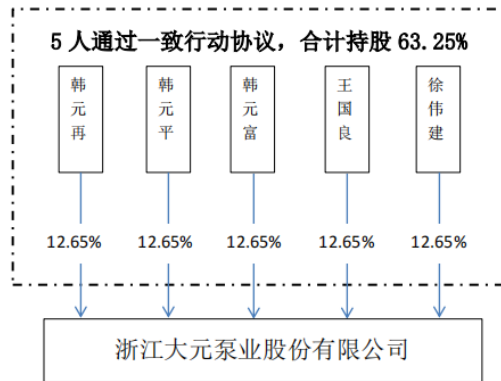 5 人通过一致行动协议，合计持股 63.25%
韩元再
韩元平
韩元富
王国良
徐伟建
12.65%
12.65%
12.65%
12.65%
12.65%
浙江大元泵业股份有限公司